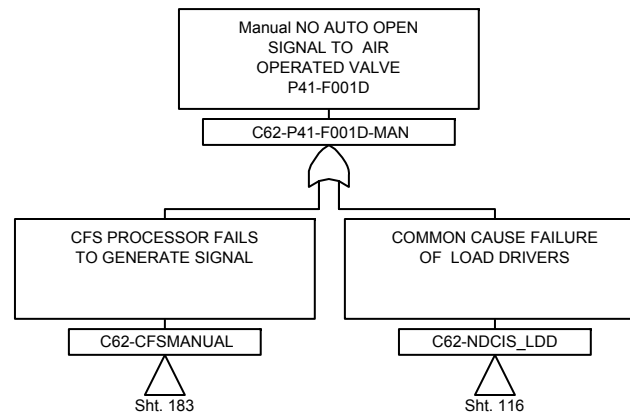 Manual NO AUTO OPEN
SIGNAL TO AIR
OPERATED VALVE
P41-F001D
C62-P41-F001D-MAN
CFS PROCESSOR FAILS
TO GENERATE SIGNAL
COMMON CAUSE FAILURE
OF LOAD DRIVERS
C62-CFSMANUAL
C62-NDCIS_LDD
Sht. 183
Sht. 116